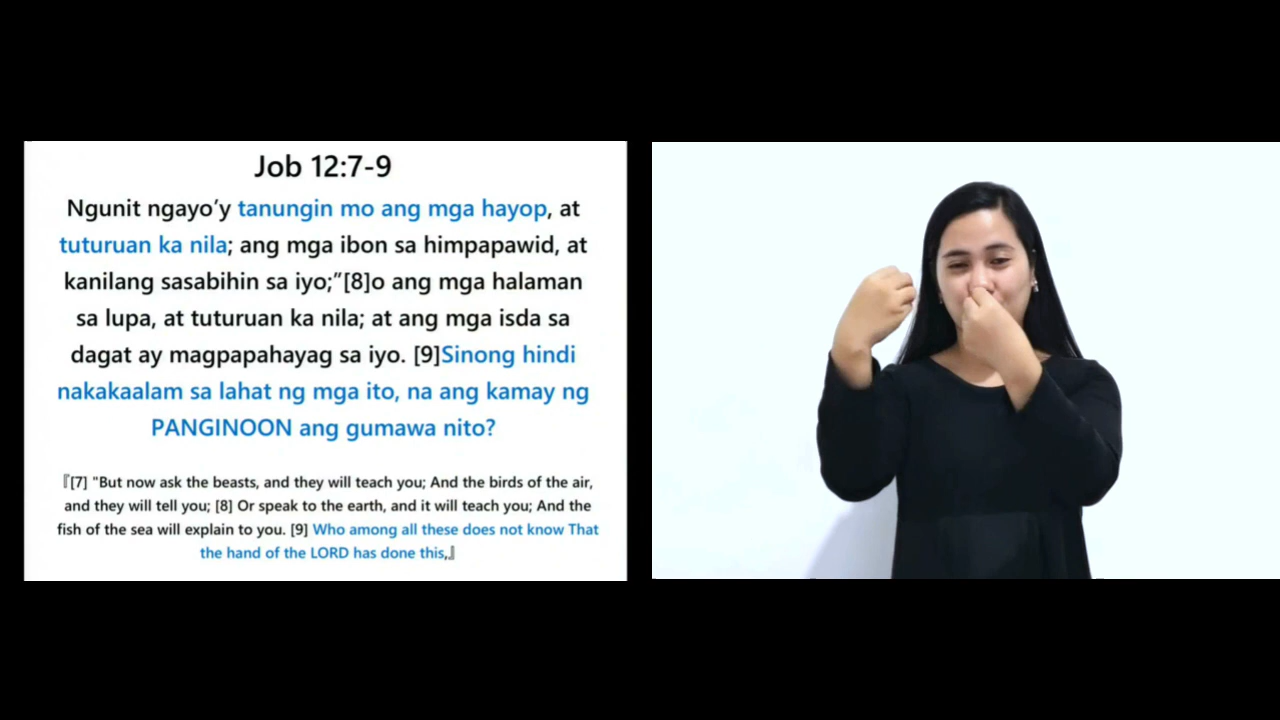 Job 12:7-9
Ngunit ngayo’y tanungin mo ang mga hayop, at
tuturuan ka nila; ang mga ibon sa himpapawid, at
kanilang sasabihin sa iyo;”[8]o ang mga halaman
sa lupa, at tuturuan ka nila; at ang mga isda sa
dagat ay magpapahayag sa iyo. [9]Sinong hindi
nakakaalam sa lahat ng mga ito, na ang kamay ng
PANGINOON ang gumawa nito?
『[7] "But now ask the beasts, and they will teach you; And the birds of the air,
and they will tell you; [8] Or speak to the earth, and it will teach you; And the
fish of the sea will explain to you. [9] Who among all these does not know That
the hand of the LORD has done this,』